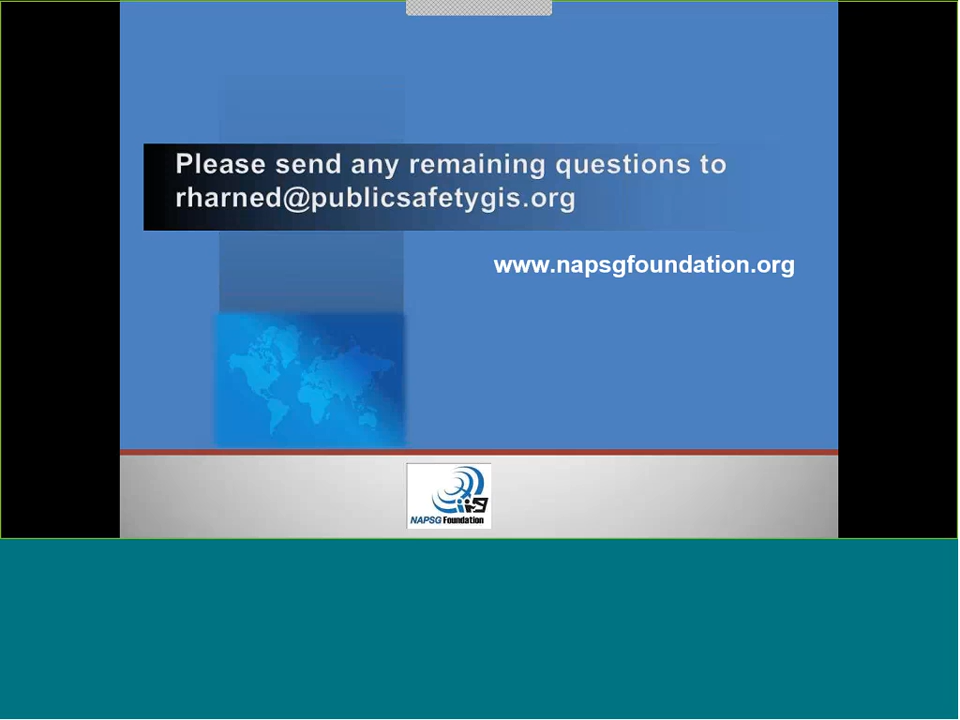 Please send any remaining questions to
rharned@publicsafetygis.org
www.napsgfoundation.org
NAPSG Foundation